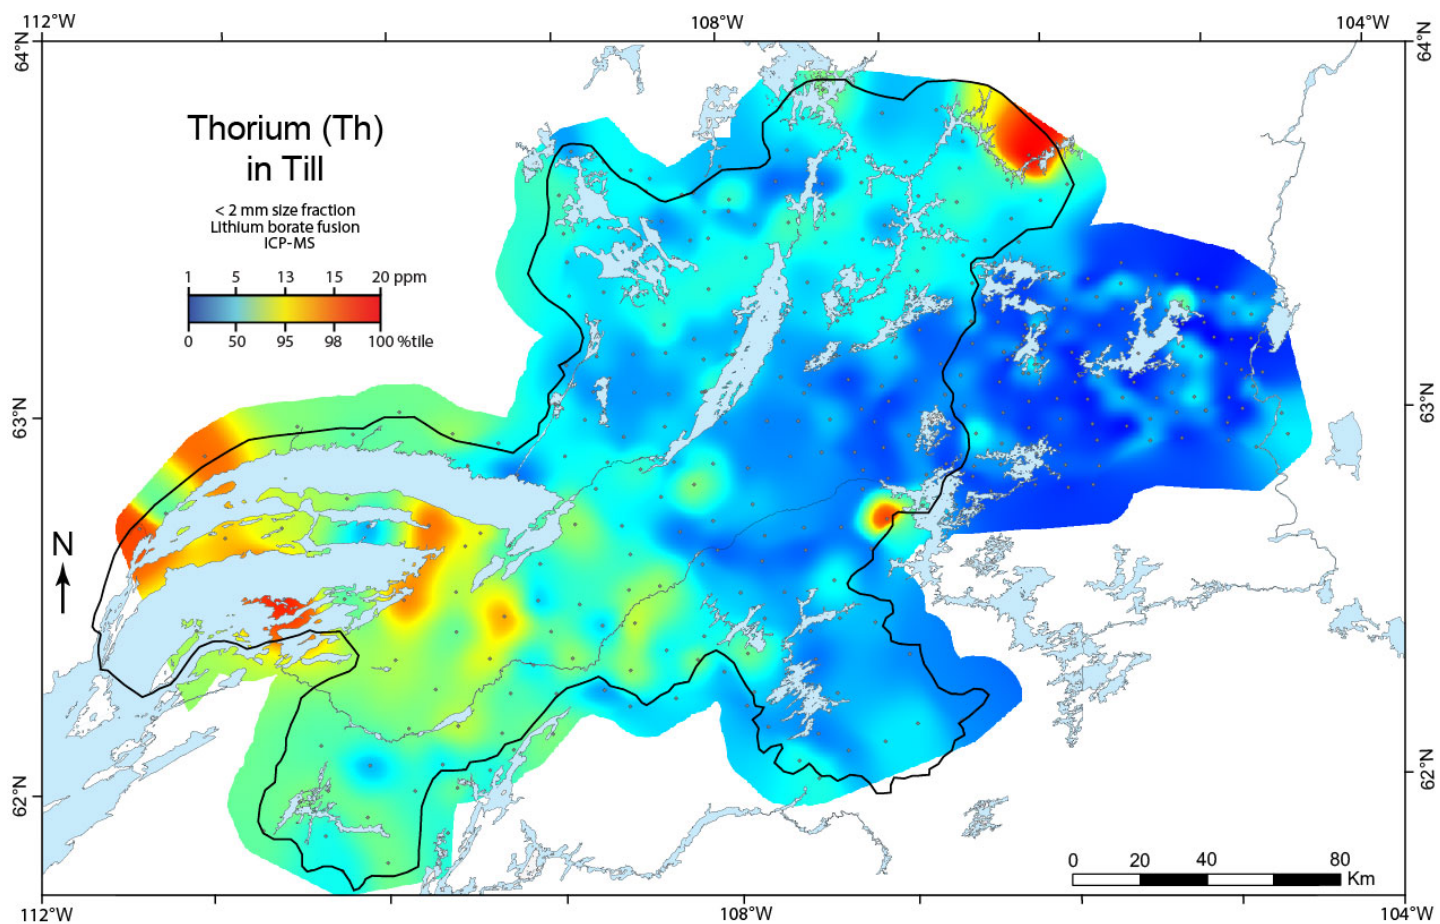 112°W 108°W 104°W
64°N 64°N
Thorium (Th)
in Till
< 2 mm size fraction
Lithium borate fusion
ICP-MS
1 5 13 15 20 ppm
0 50 95 98 100 %tile
63°N 63°N
N
62°N 62°N
0 20 40 80 Km
112°W 108°W 104°W